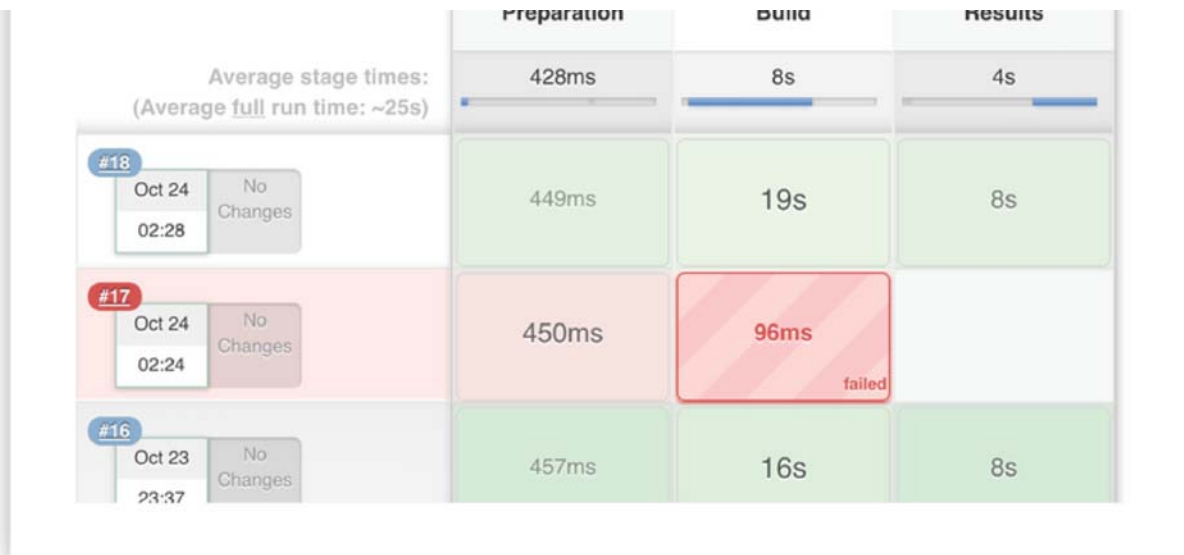 Preparation Build Results
Average stage times: 428ms 8s 4s
(Average full run time: ~25s)
#18
Oct 24 No
Changes
02:28
449ms 19s 8s
#17
Oct 24 No
Changes
02:24
450ms 96ms
failed
#16
Oct 23 No
Changes
23:37
457ms 16s 8s